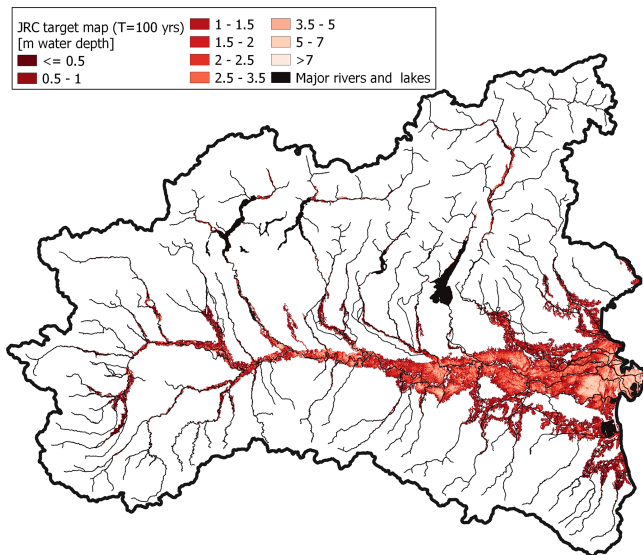 JRC target map (T=100 yrs)
[m water depth]
<= 0.5
0.5 - 1
1 - 1.5
1.5 - 2
2 - 2.5
2.5 - 3.5
3.5 - 5
5 - 7
>7
Major rivers and lakes